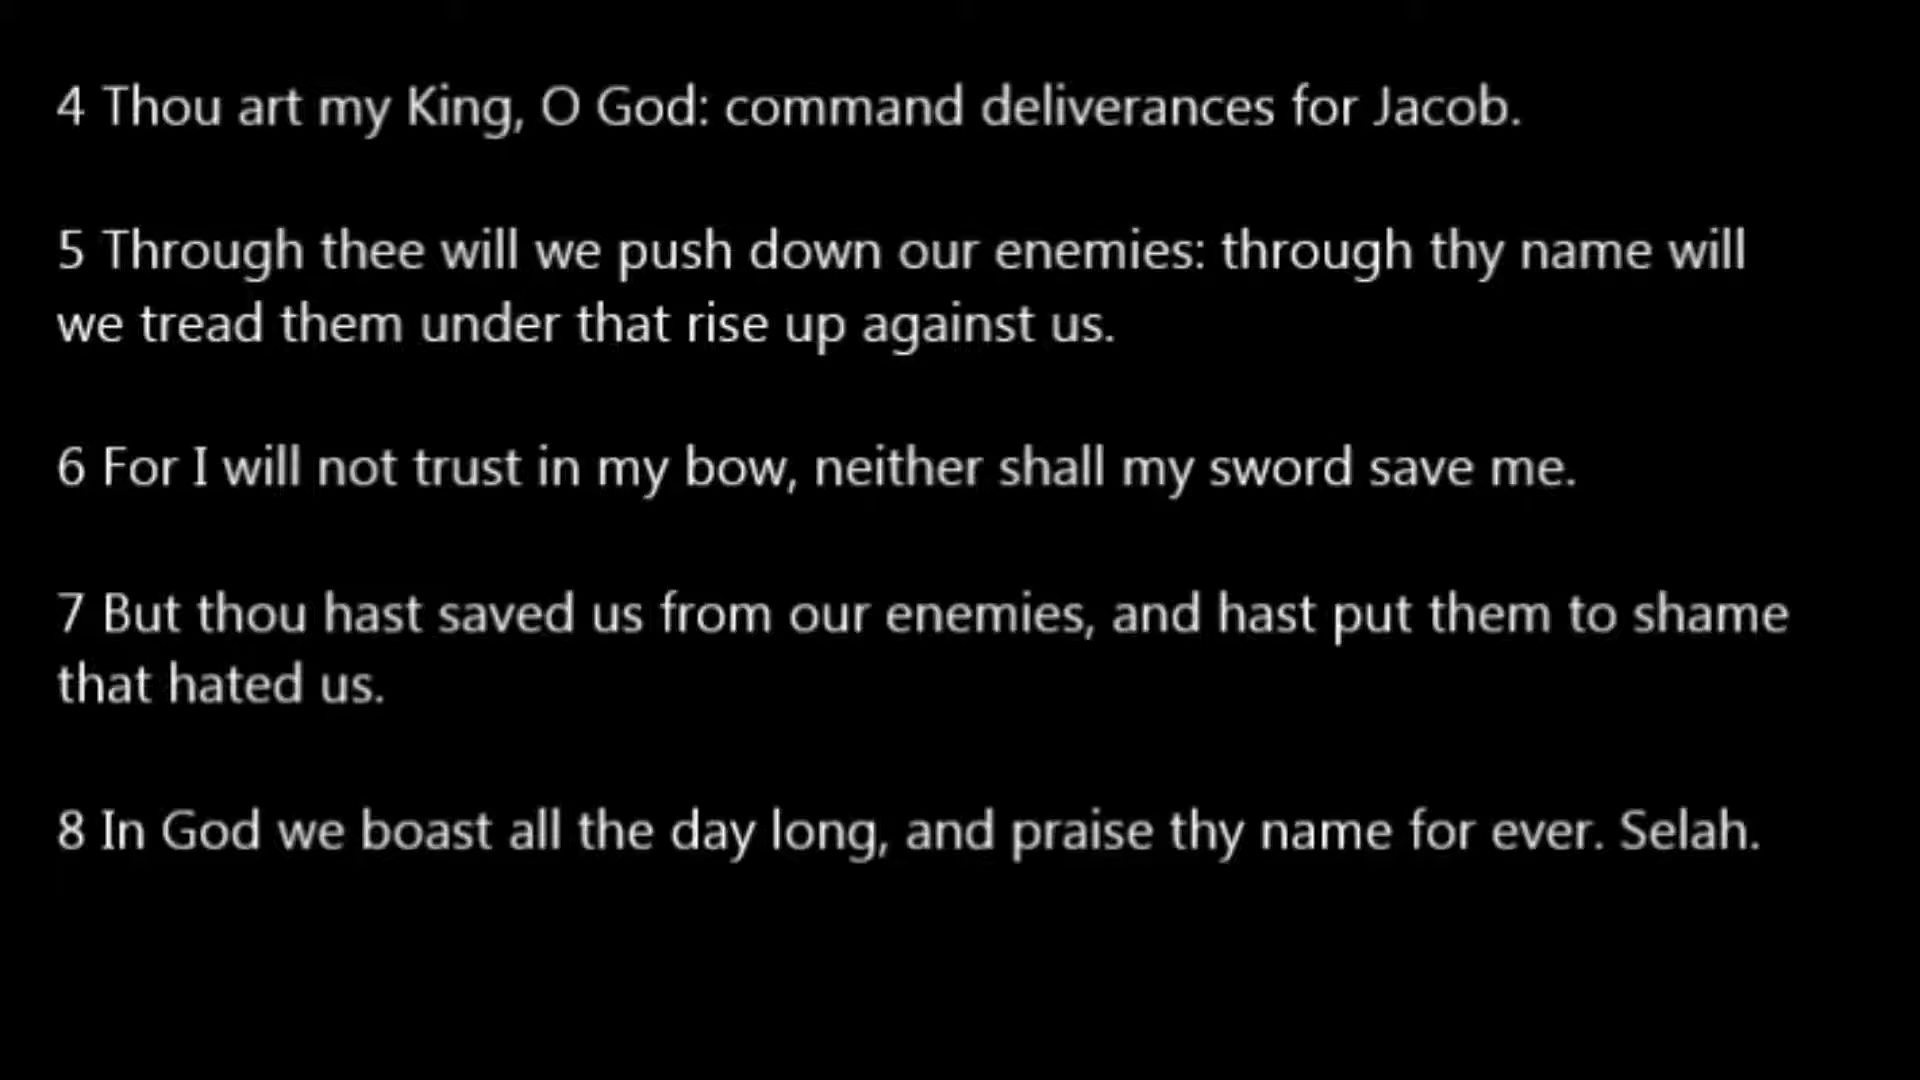 4 Thou art my King, O God: command deliverances for Jacob.
5 Through thee will we push down our enemies: through thy name will
we tread them under that rise up against us.
6 For I will not trust in my bow, neither shall my sword save me.
7 But thou hast saved us from our enemies, and hast put them to shame
that hated us.
8 In God we boast all the day long, and praise thy name for ever. Selah.